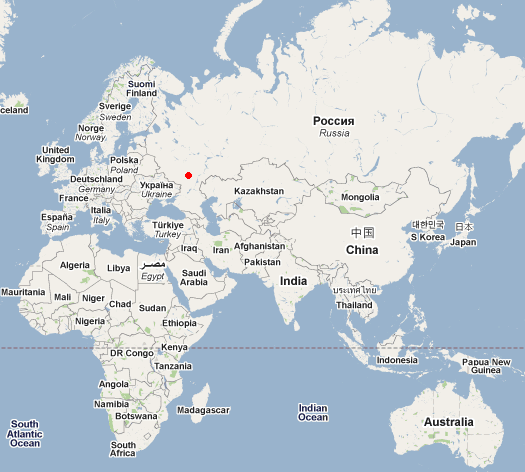 Suomi
Finland
Sverige
Sweden
celand
Norge
Norway
Россия
Russia
United
Kingdom
Polska
Poland
Deutschland
Germany
Україна
Ukraine
Kazakhstan
France
Mongolia
España
Spain
Italia
Italy
Türkiye
Turkey
中国
China
대한민국
S Korea
日本
Japan
Iraq
Iran
Afghanistan
Pakistan
Algeria
Libya
مصر
Egypt
Saudi
Arabia
India
ประเทศไทย
Thailand
Mauritania
Mali
Niger
Chad
Sudan
Nigeria
Ethiopia
DR Congo
Kenya
Tanzania
Indonesia
Papua New
Guinea
Angola
Namibia
Botswana
Madagascar
Indian
Ocean
Australia
South
Atlantic
Ocean
South
Africa